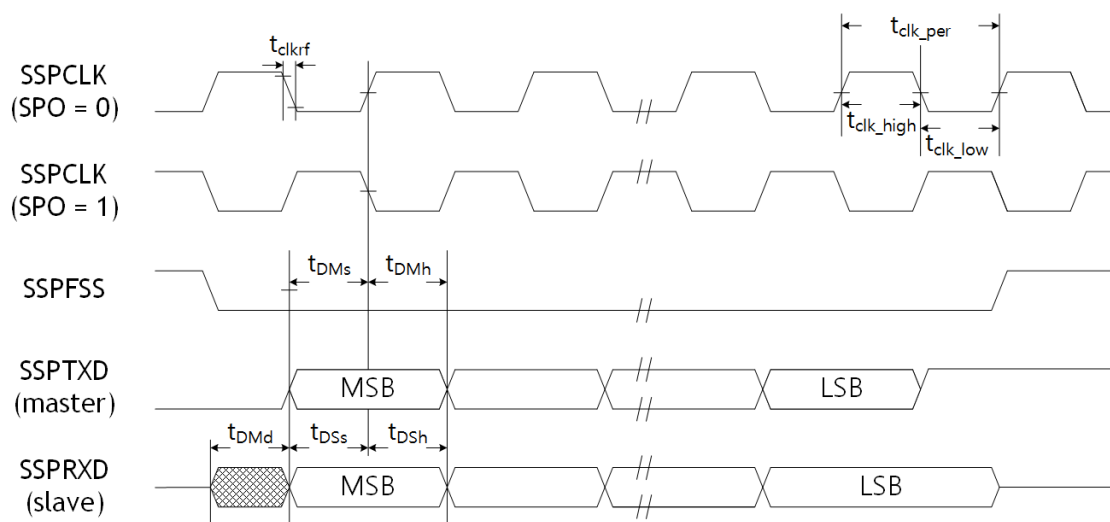 t_clk_per
t_clkrf
SSPCLK
(SPO = 0)
t_clk_high
t_clk_low
SSPCLK
(SPO = 1)
t_DMs t_DMh
SSPFSS
SSPTXD
(master)
MSB LSB
t_DMd t_DSs t_DSh
SSPRXD
(slave)
MSB LSB